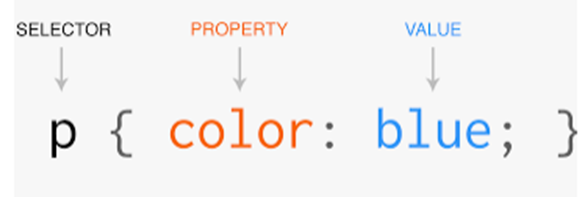 SELECTOR PROPERTY VALUE
p { color: blue; }